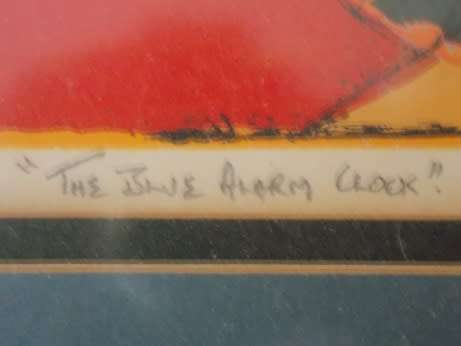 "THE BLUE ALARM CLOCK".